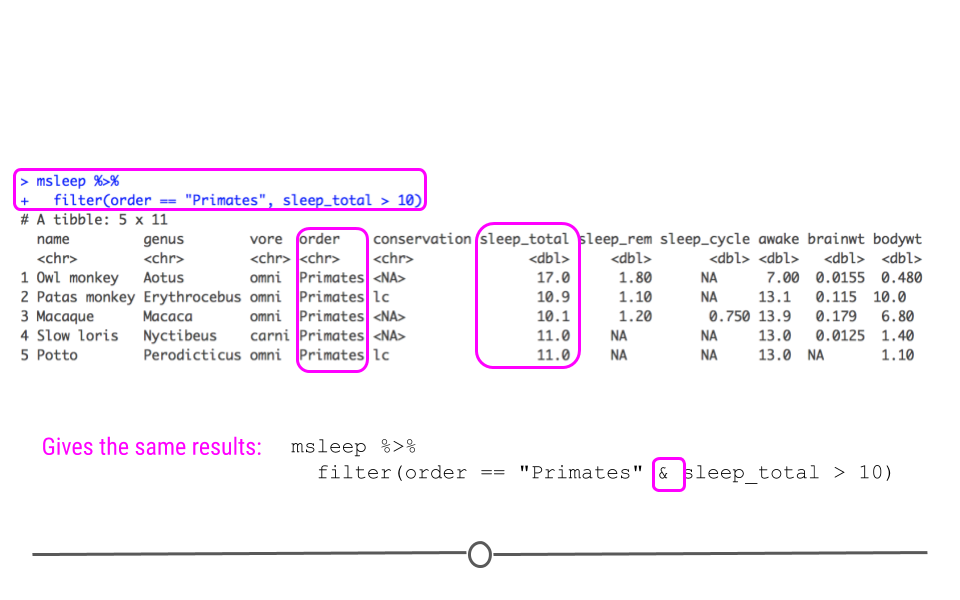 > msleep %>%
+   filter(order == "Primates", sleep_total > 10)
# A tibble: 5 x 11
  name         genus       vore  order    conservation sleep_total sleep_rem sleep_cycle awake brainwt bodywt
  <chr>        <chr>       <chr> <chr>    <chr>              <dbl>     <dbl>       <dbl> <dbl>   <dbl>  <dbl>
1 Owl monkey   Aotus       omni  Primates <NA>                17.0      1.80      NA      7.00  0.0155  0.480
2 Patas monkey Erythrocebus omni  Primates lc                  10.9      1.10      NA     13.1   0.115  10.0
3 Macaque      Macaca      omni  Primates <NA>                10.1      1.20       0.750 13.9   0.179   6.80
4 Slow loris   Nyctibeus   carni Primates <NA>                11.0     NA         NA     13.0   0.0125  1.40
5 Potto        Perodicticus omni  Primates lc                  11.0     NA         NA     13.0  NA       1.10
Gives the same results: msleep %>%
filter(order == "Primates" & sleep_total > 10)